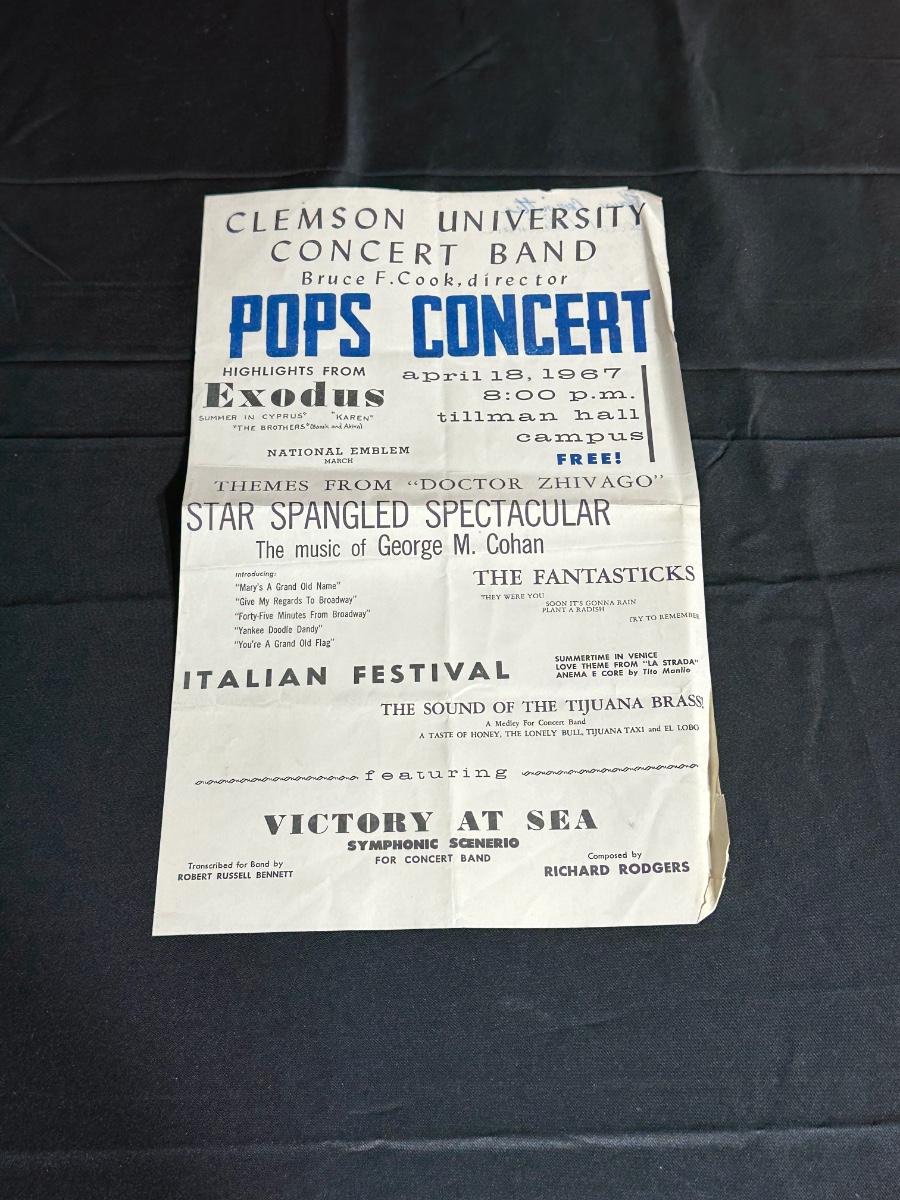 CLEMSON UNIVERSITY
CONCERT BAND
Bruce F. Cook, director
POPS CONCERT
HIGHLIGHTS FROM
Exodus
SUMMER IN CYPRUS" "KAREN"
"THE BROTHERS"
april 18, 1967
8:00 p.m.
tillman hall
campus
FREE!
NATIONAL EMBLEM
MARCH
THEMES FROM "DOCTOR ZHIVAGO"
STAR SPANGLED SPECTACULAR
The music of George M. Cohan
Introducing:
"Mary's A Grand Old Name"
"Give My Regards To Broadway"
"Forty-Five Minutes From Broadway"
"Yankee Doodle Dandy"
"You're A Grand Old Flag"
THE FANTASTICKS
THEY WERE YOU
SOON IT'S GONNA RAIN
PLANT A RADISH
TRY TO REMEMBER
ITALIAN FESTIVAL
SUMMERTIME IN VENICE
LOVE THEME FROM "LA STRADA"
ANEMA E CORE by Tito Manlio
THE SOUND OF THE TIJUANA BRASS!
A Medley For Concert Band
A TASTE OF HONEY, THE LONELY BULL, TIJUANA TAXI and EL LOBO
featuring
VICTORY AT SEA
SYMPHONIC SCENERIO
FOR CONCERT BAND
Transcribed for Band by
ROBERT RUSSELL BENNETT
Composed by
RICHARD RODGERS